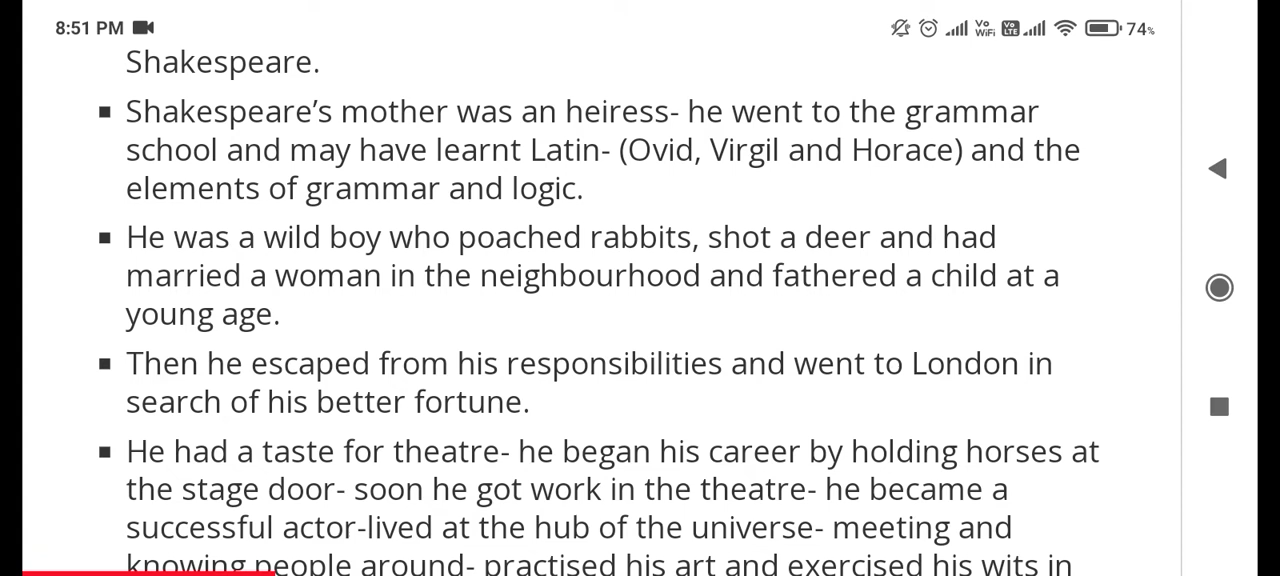 8:51 PM Vo WiFi Vo LTE 74%
Shakespeare.
▪ Shakespeare’s mother was an heiress- he went to the grammar
school and may have learnt Latin- (Ovid, Virgil and Horace) and the
elements of grammar and logic.
▪ He was a wild boy who poached rabbits, shot a deer and had
married a woman in the neighbourhood and fathered a child at a
young age.
▪ Then he escaped from his responsibilities and went to London in
search of his better fortune.
▪ He had a taste for theatre- he began his career by holding horses at
the stage door- soon he got work in the theatre- he became a
successful actor-lived at the hub of the universe- meeting and
knowing people around- practised his art and exercised his wits in